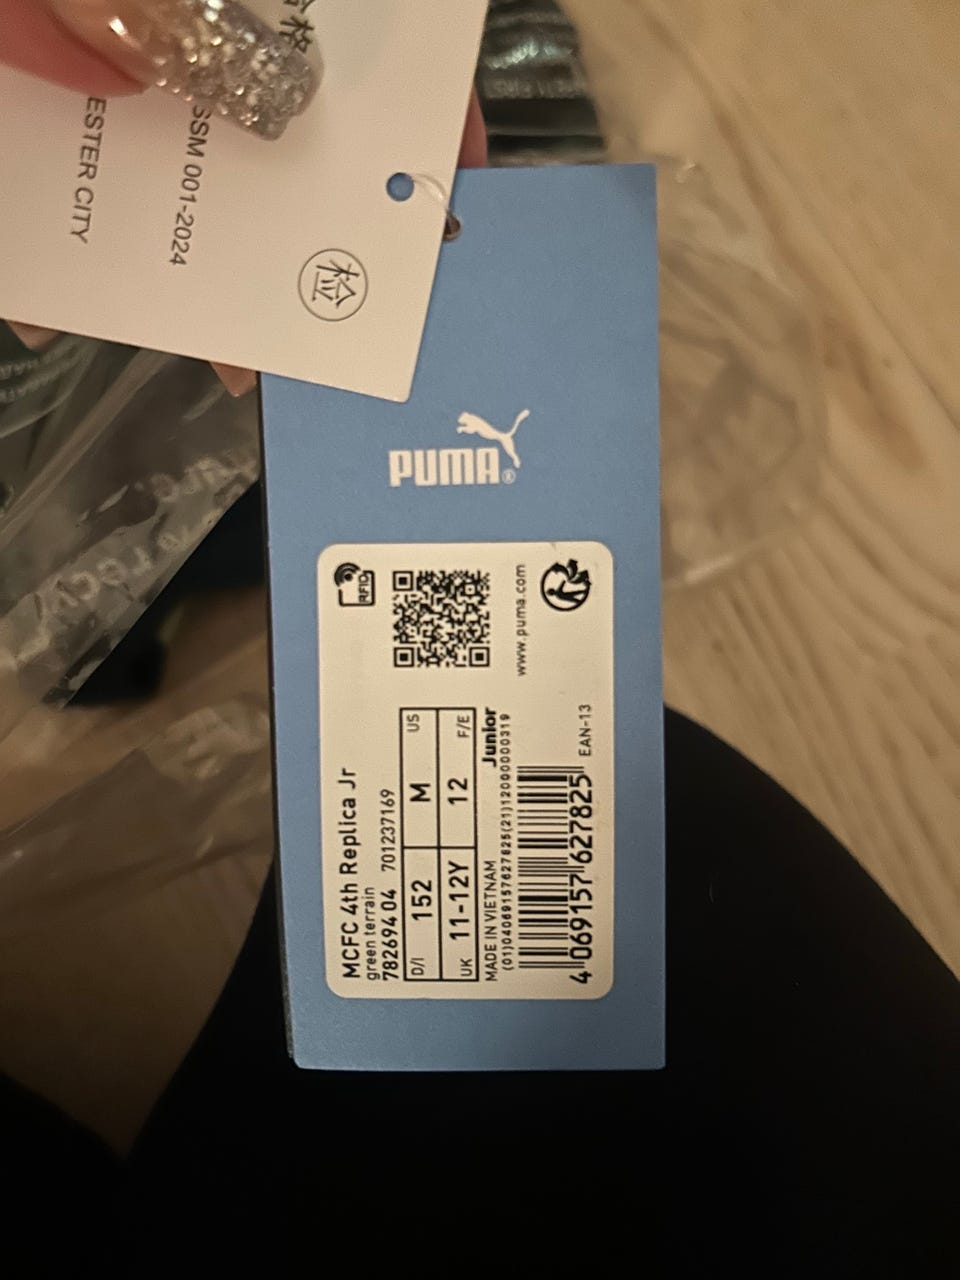 合格
SSM 001-2024
ESTER CITY
检
PUMA®
RFID
www.puma.com
MCFC 4th Replica Jr
green terrain
782694 04 701237169
D/I 152 US M
UK 11-12Y F/E 12
MADE IN VIETNAM Junior
(01)04069157627825(21)12000000319
EAN-13
4 069157 627825